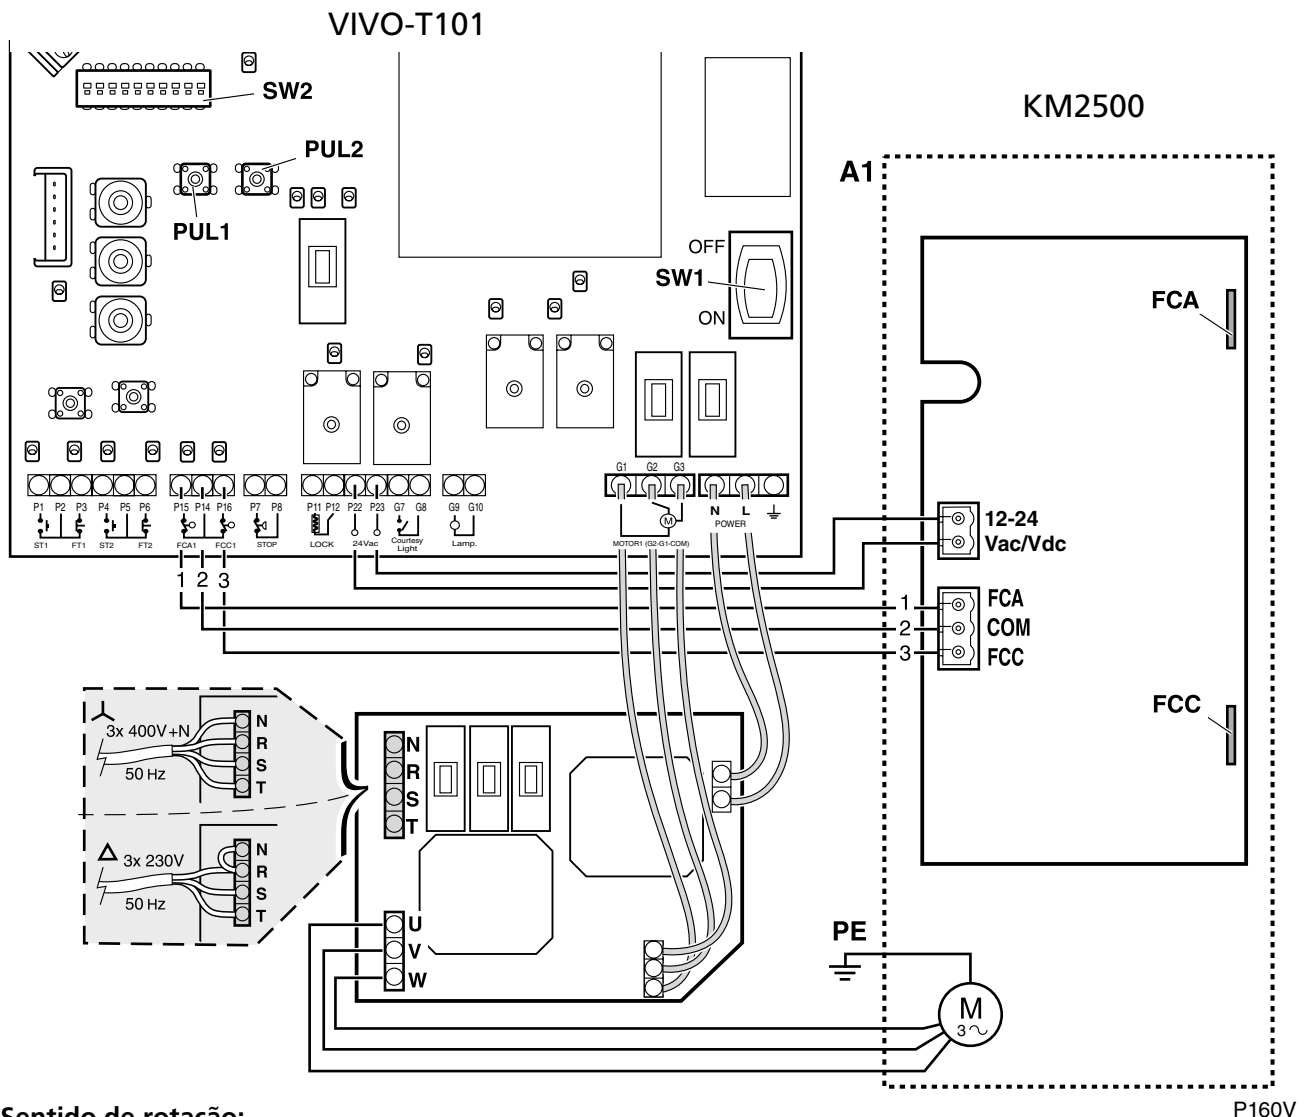 VIVO-T101
SW2
KM2500
PUL2
A1
PUL1
OFF
SW1
ON
FCA
G1 G2 G3
P1 P2 P3 P4 P5 P6 P15 P14 P16 P7 P8 P11 P12 P22 P23 G7 G8 G9 G10
N L
M
POWER
ST1 FT1 ST2 FT2 FCA1 FCC1 STOP LOCK 24Vac Courtesy Light Lamp. MOTOR1 (G2-G1-COM)
12-24
Vac/Vdc
1 2 3
1 FCA
2 COM
3 FCC
FCC
3x 400V+N
50 Hz
N
R
S
T
3x 230V
50 Hz
N
R
S
T
N
R
S
T
U
V
W
PE
M
3
Sentido de rotação:
P160V